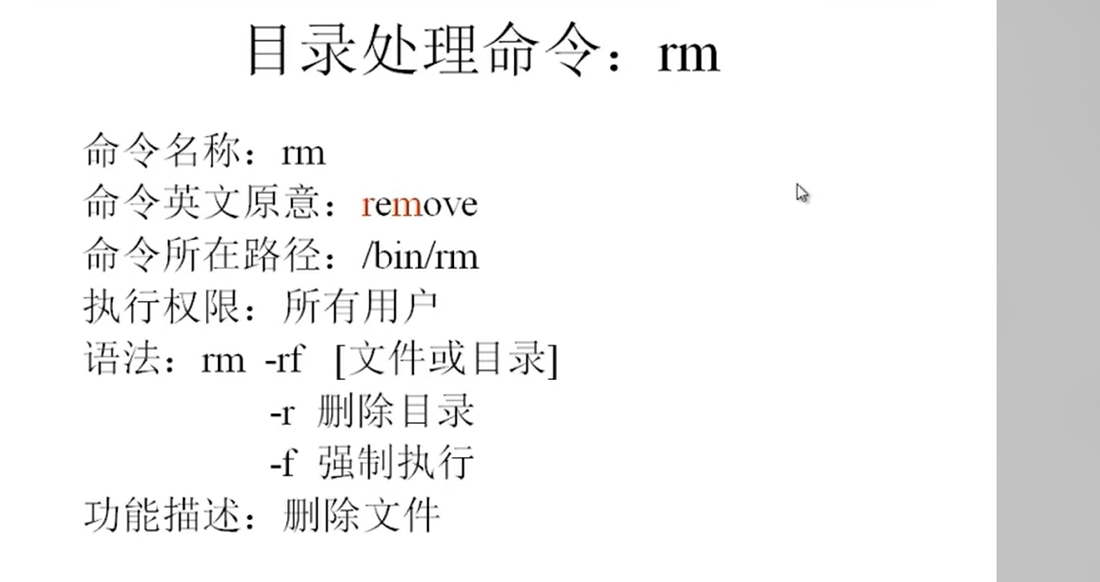 目录处理命令：rm
命令名称：rm
命令英文原意：remove
命令所在路径：/bin/rm
执行权限：所有用户
语法：rm -rf [文件或目录]
-r 删除目录
-f 强制执行
功能描述：删除文件